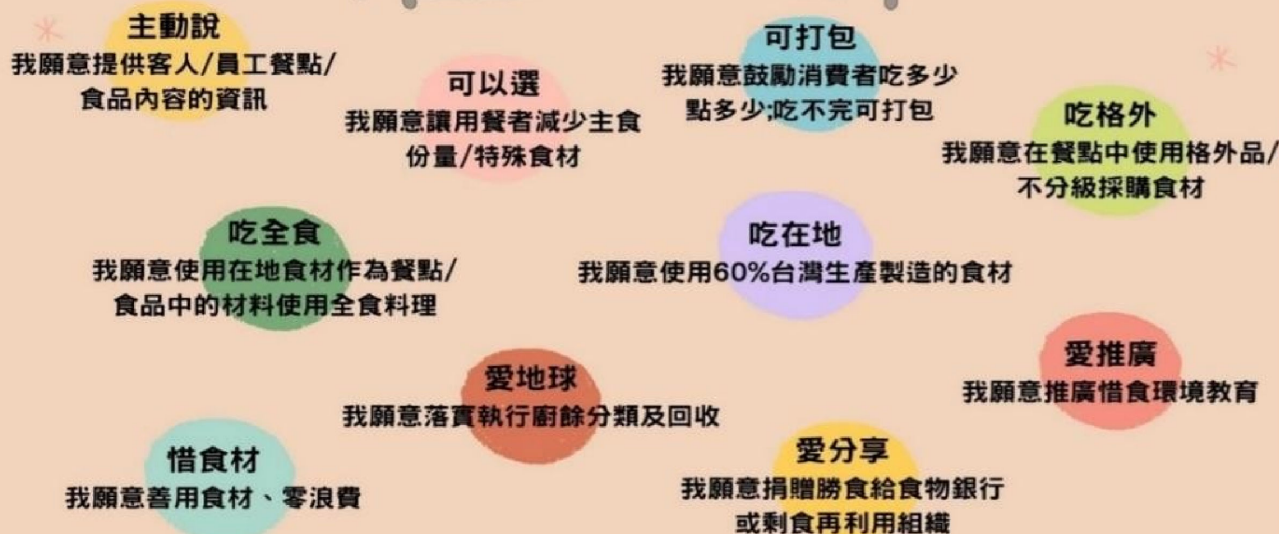 主動說
我願意提供客人/員工餐點/
食品內容的資訊
可以選
我願意讓用餐者減少主食
份量/特殊食材
可打包
我願意鼓勵消費者吃多少
點多少;吃不完可打包
吃格外
我願意在餐點中使用格外品/
不分級採購食材
吃全食
我願意使用在地食材作為餐點/
食品中的材料使用全食料理
吃在地
我願意使用60%台灣生產製造的食材
愛地球
我願意落實執行廚餘分類及回收
愛推廣
我願意推廣惜食環境教育
惜食材
我願意善用食材、零浪費
愛分享
我願意捐贈勝食給食物銀行
或剩食再利用組織